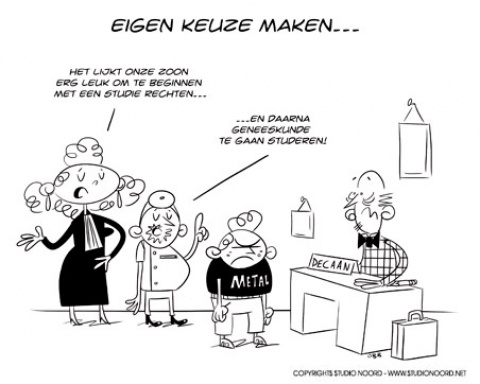 EIGEN KEUZE MAKEN...
HET LIJKT ONZE ZOON
ERG LEUK OM TE BEGINNEN
MET EEN STUDIE RECHTEN...
...EN DAARNA
GENEESKUNDE
TE GAAN STUDEREN!
DECAAN
METAL
COPYRIGHTS STUDIO NOORD - WWW.STUDIONOORD.NET